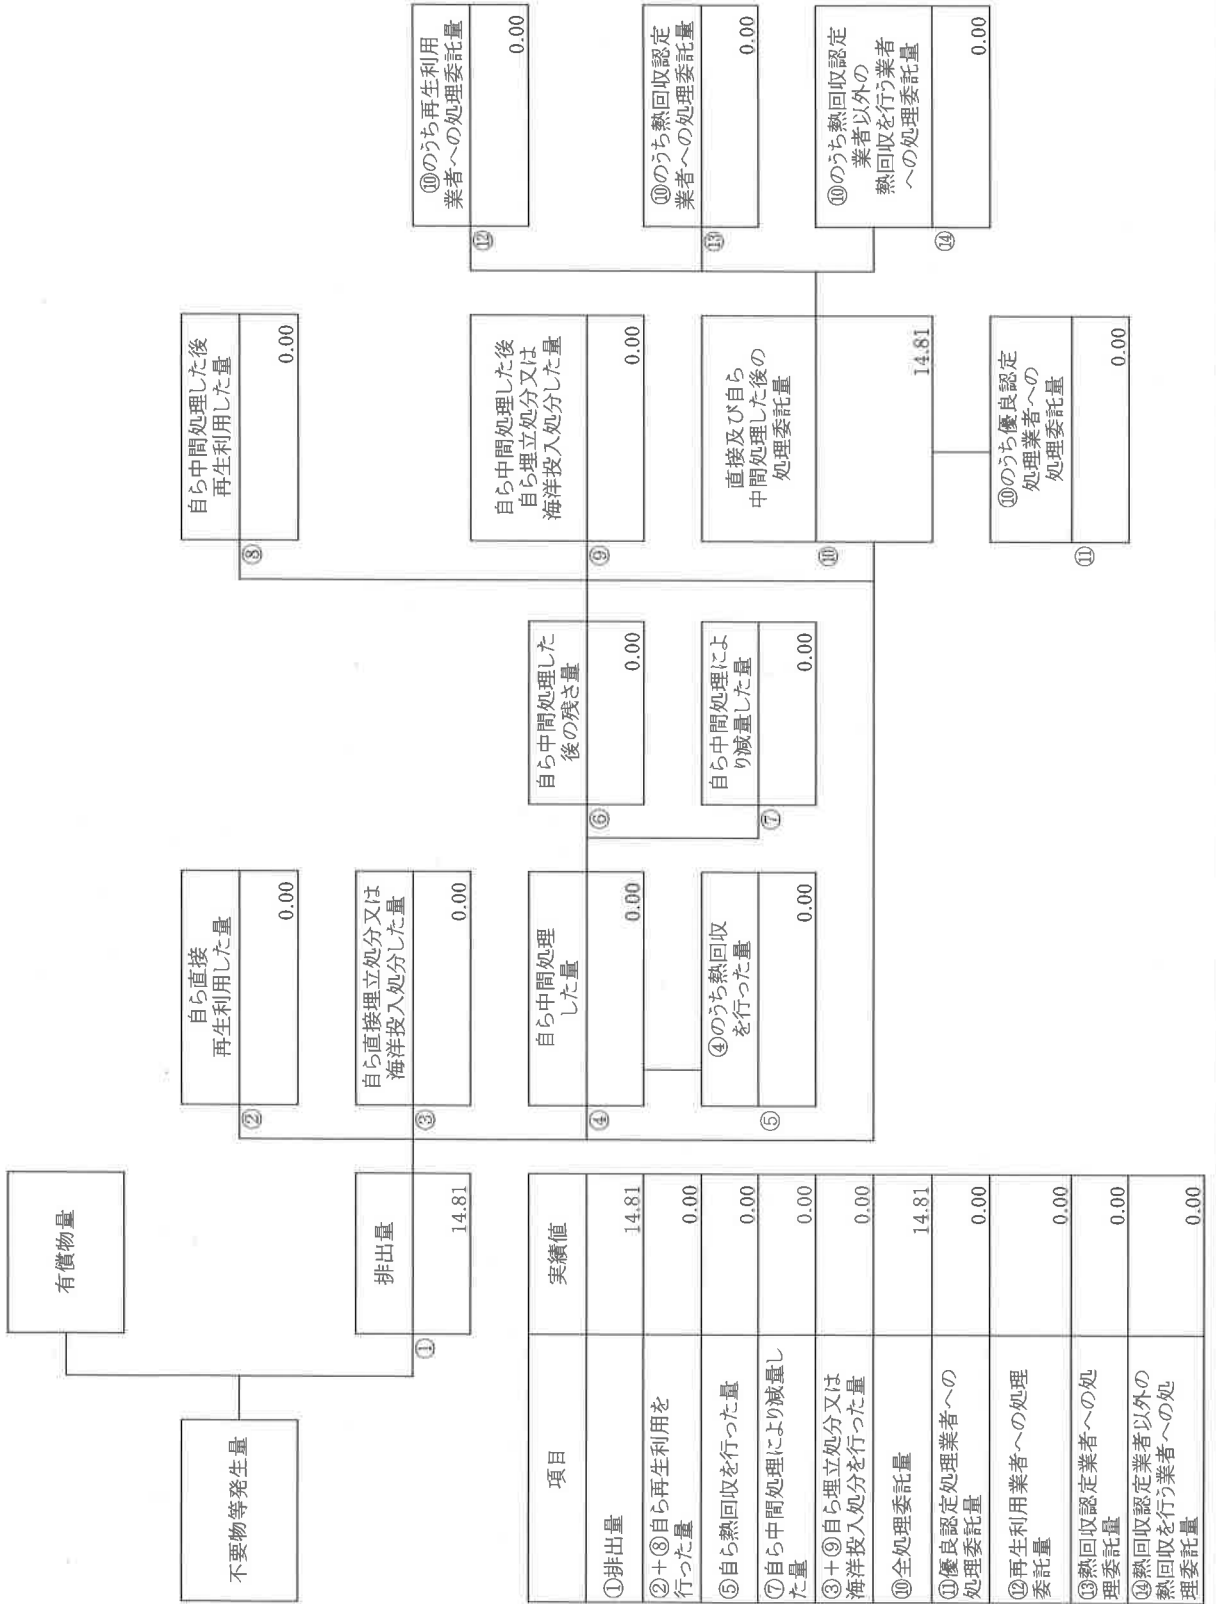 有償物量
不要物等発生量
排出量
①
14.81
自ら直接
再生利用した量
②
0.00
自ら直接埋立処分又は
海洋投入処分した量
③
0.00
自ら中間処理
した量
④
0.00
④のうち熱回収
を行った量
⑤
0.00
自ら中間処理した
後の残さ量
⑥
0.00
自ら中間処理によ
り減量した量
⑦
0.00
自ら中間処理した後
再生利用した量
⑧
0.00
自ら中間処理した後
自ら埋立処分又は
海洋投入処分した量
⑨
0.00
直接及び自ら
中間処理した後の
処理委託量
⑩
14.81
⑩のうち優良認定
処理業者への
処理委託量
⑪
0.00
⑩のうち再生利用
業者への処理委託量
⑫
0.00
⑩のうち熱回収認定
業者への処理委託量
⑬
0.00
⑩のうち熱回収認定
業者以外の
熱回収を行う業者
への処理委託量
⑭
0.00
項目 実績値
①排出量 14.81
②+⑧自ら再生利用を
行った量 0.00
⑤自ら熱回収を行った量 0.00
⑦自ら中間処理により減量し
た量 0.00
③+⑨自ら埋立処分又は
海洋投入処分を行った量 0.00
⑩全処理委託量 14.81
⑪優良認定処理業者への
処理委託量 0.00
⑫再生利用業者への処理
委託量 0.00
⑬熱回収認定業者への処
理委託量 0.00
⑭熱回収認定業者以外の
熱回収を行う業者への処
理委託量 0.00